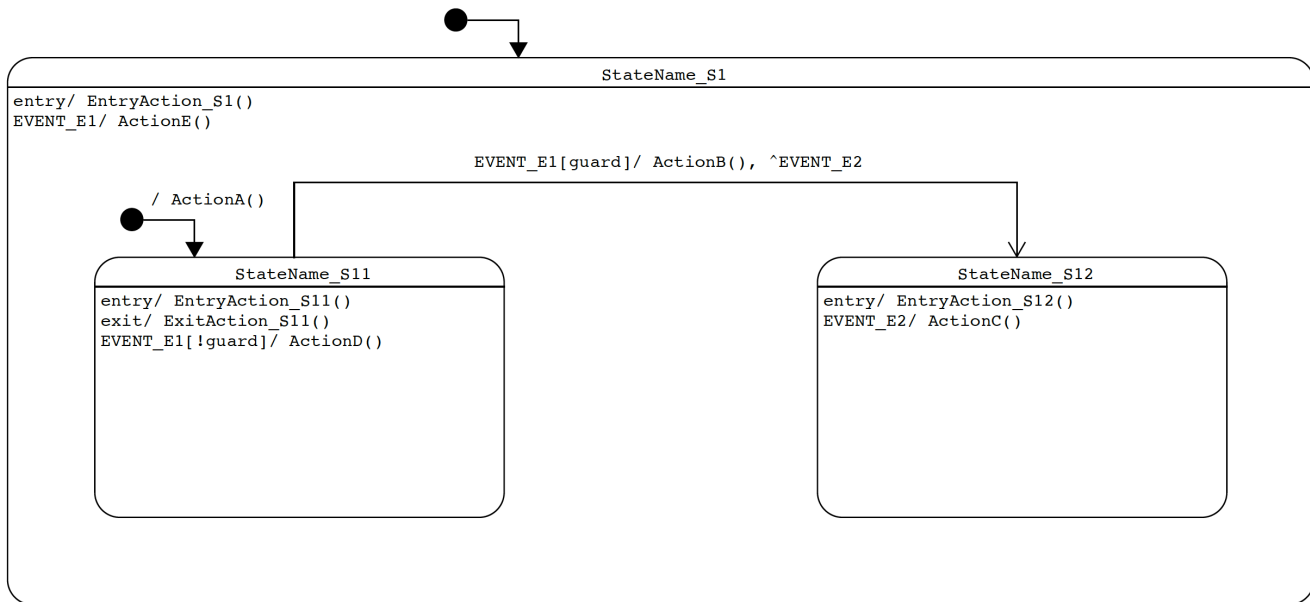 StateName_S1
entry/ EntryAction_S1()
EVENT_E1/ ActionE()
EVENT_E1[guard]/ ActionB(), ^EVENT_E2
/ ActionA()
StateName_S11
entry/ EntryAction_S11()
exit/ ExitAction_S11()
EVENT_E1[!guard]/ ActionD()
StateName_S12
entry/ EntryAction_S12()
EVENT_E2/ ActionC()